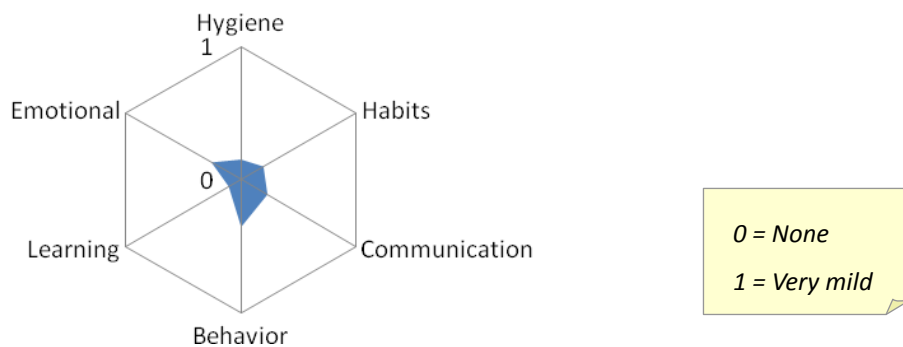 Hygiene
1
Emotional
Habits
0
Learning
Communication
Behavior
0 = None
1 = Very mild